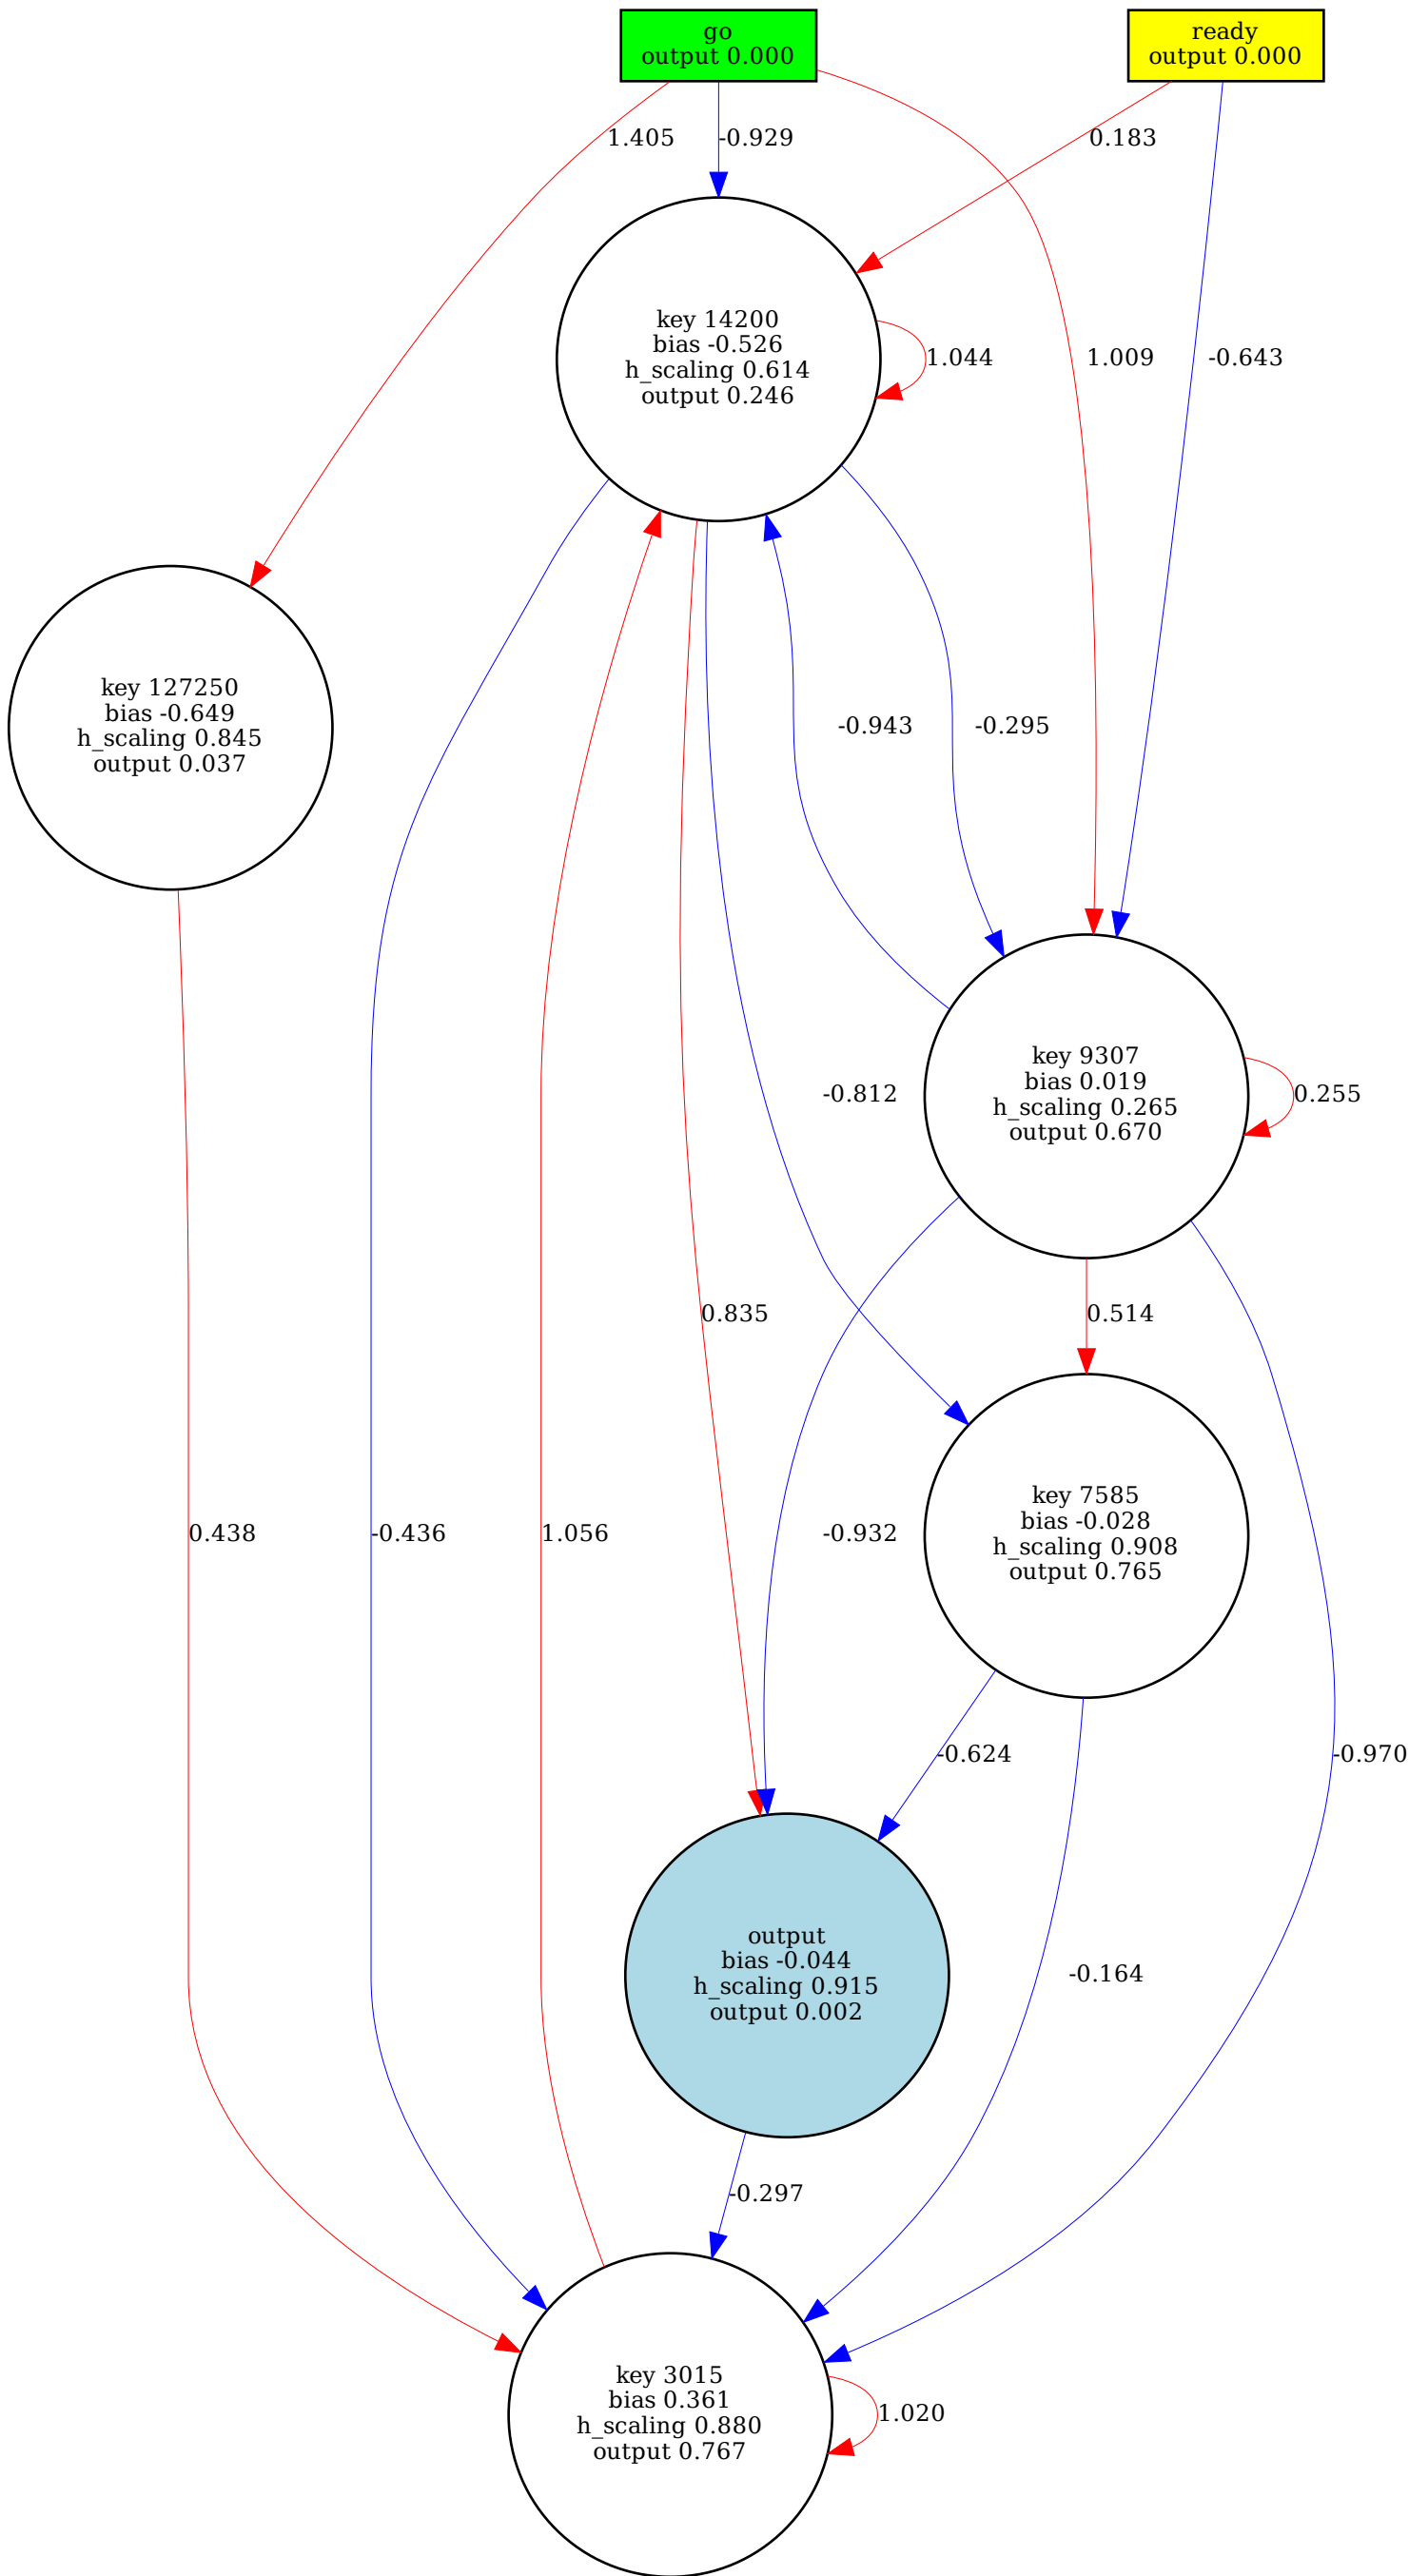 go
output 0.000
ready
output 0.000
1.405
-0.929
0.183
key 14200
bias -0.526
h_scaling 0.614
output 0.246
1.044
1.009
-0.643
key 127250
bias -0.649
h_scaling 0.845
output 0.037
-0.943
-0.295
key 9307
bias 0.019
h_scaling 0.265
output 0.670
-0.812
0.255
0.835
0.514
key 7585
bias -0.028
h_scaling 0.908
output 0.765
0.438
-0.436
1.056
-0.932
-0.624
-0.970
output
bias -0.044
h_scaling 0.915
output 0.002
-0.164
-0.297
key 3015
bias 0.361
h_scaling 0.880
output 0.767
1.020